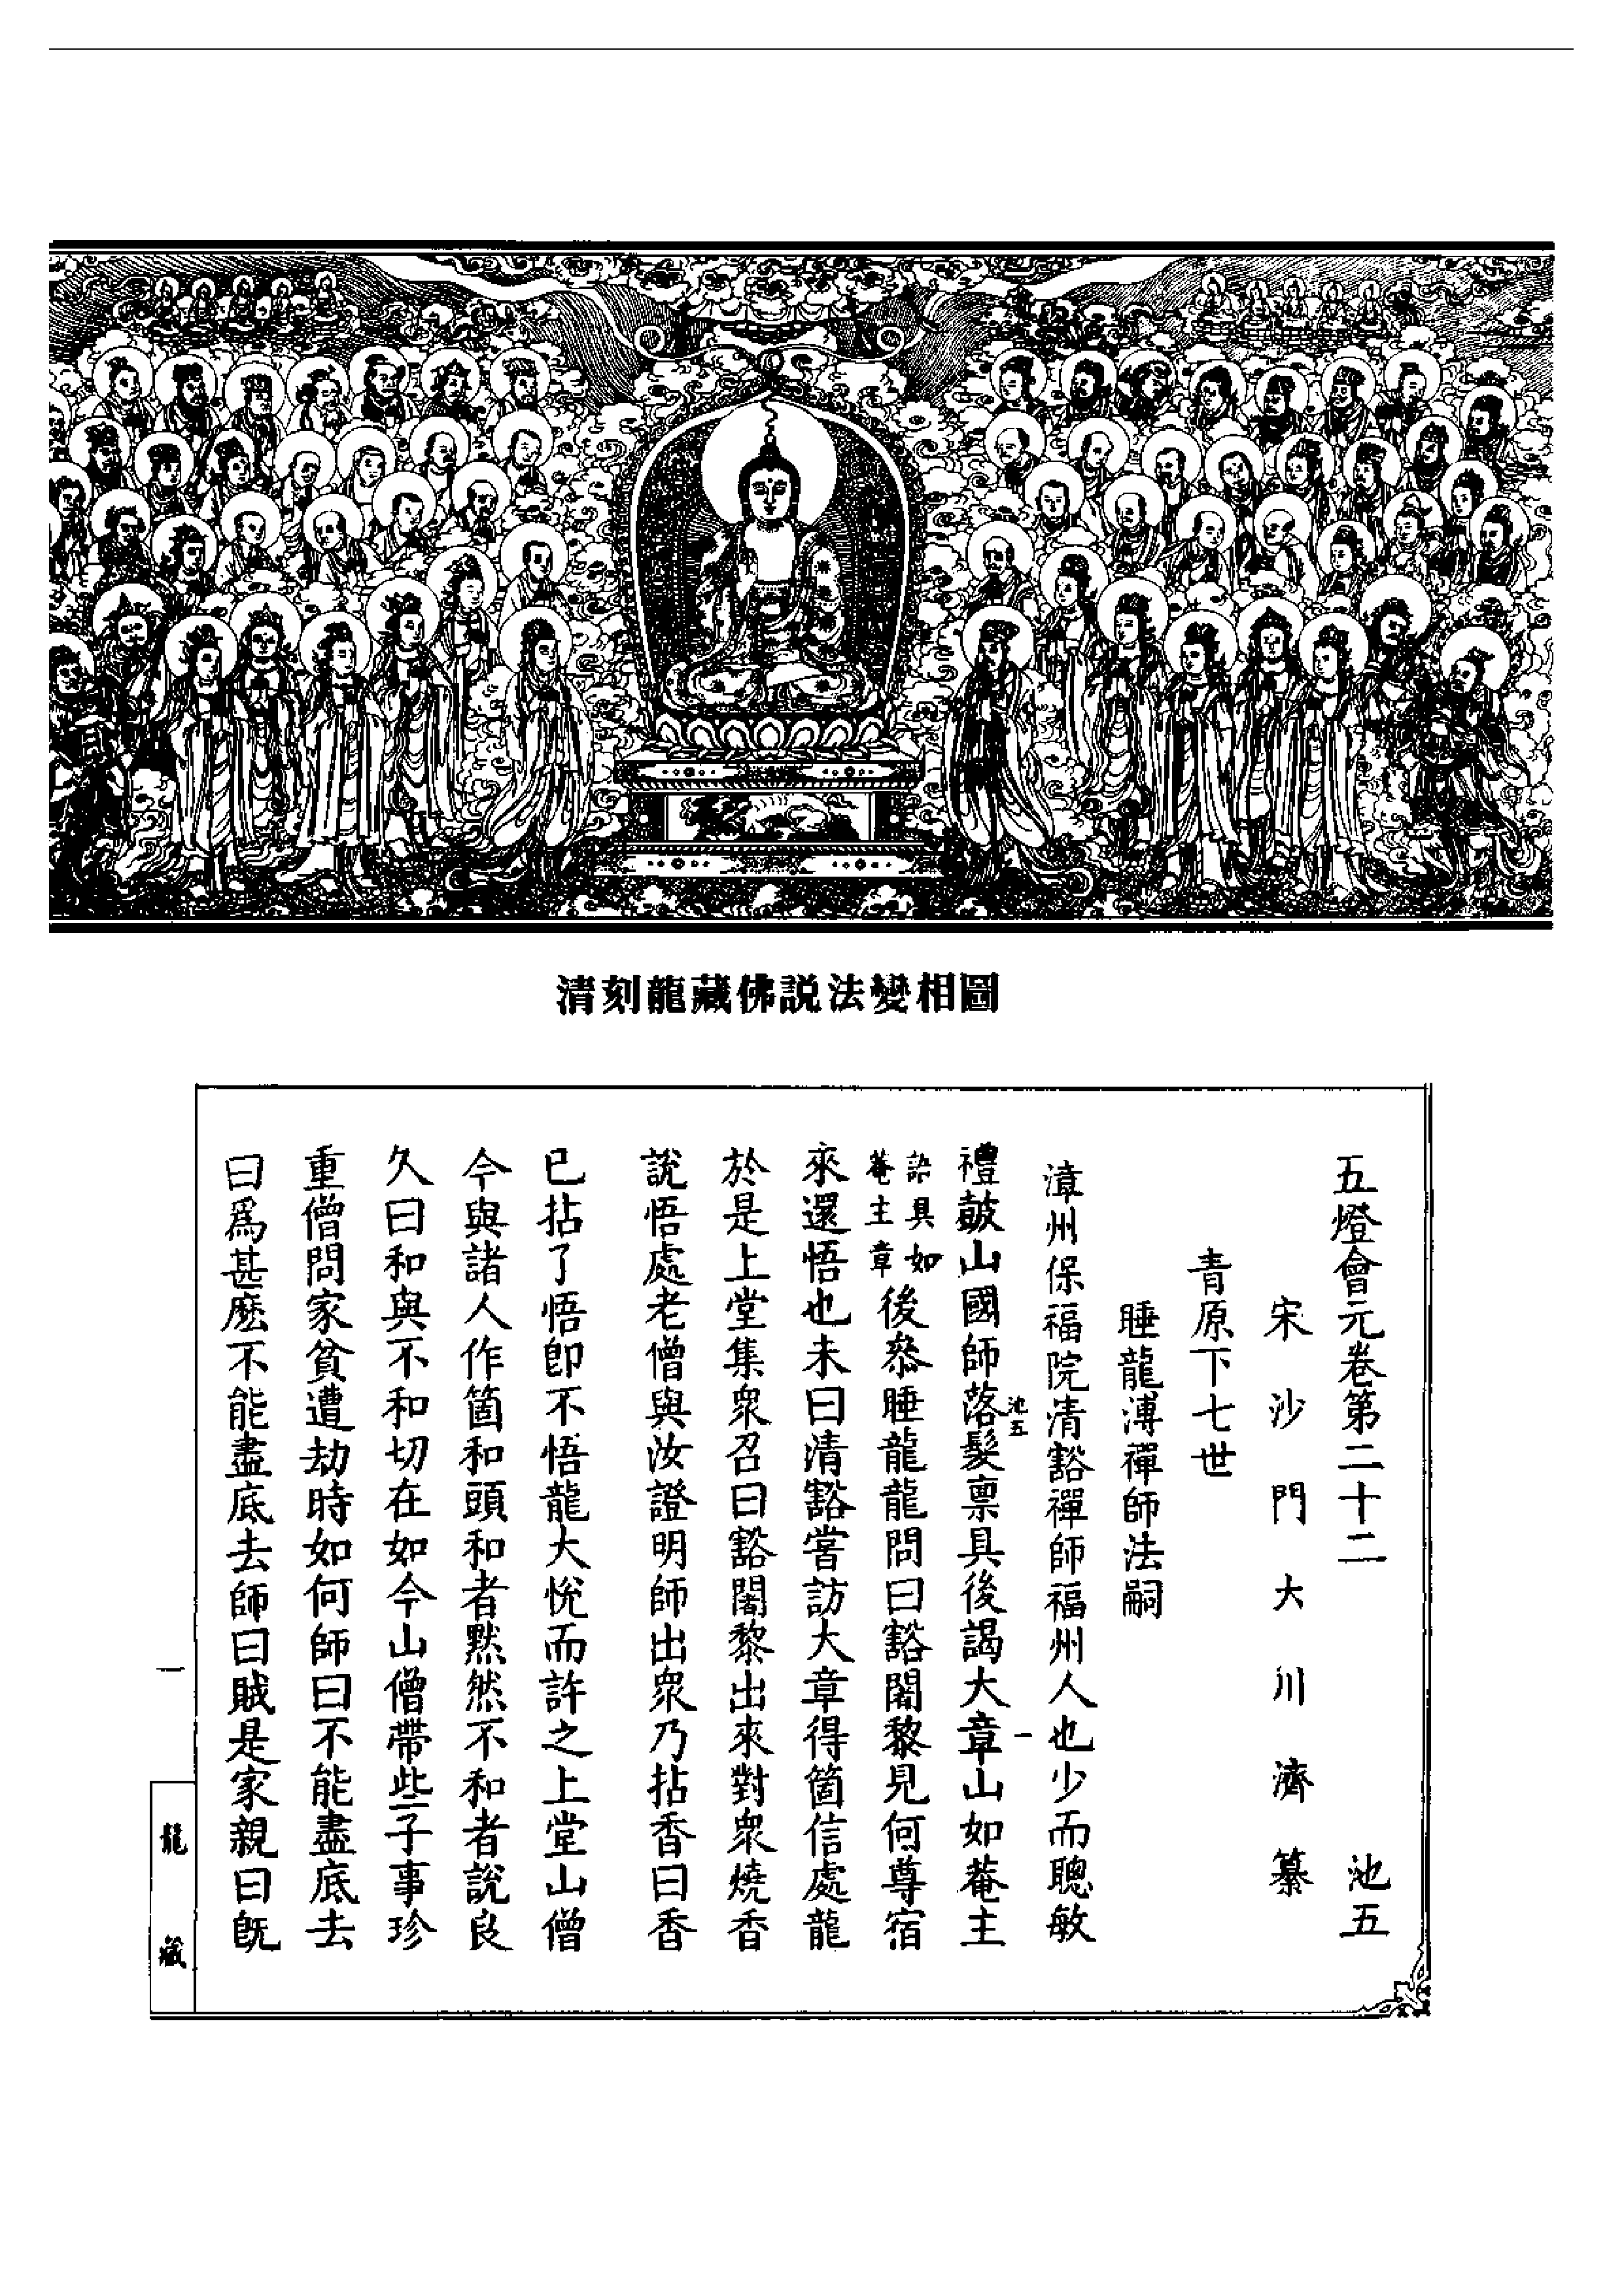 清刻龍藏佛説法變相圖
五燈會元卷第二十二　池五
宋沙門大川濟纂
青原下七世
睡龍溥禪師法嗣
漳州保福院清豁禪師福州人也少而聰敏
禮皷山國師落髮禀具後謁大章山如菴主
語具如菴主章後叅睡龍龍問曰豁闍黎見何尊宿
來還悟也未曰清豁甞訪大章得箇信處龍
於是上堂集衆召曰豁闍黎出來對衆燒香
說悟處老僧與汝證明師出衆乃拈香曰香
已拈了悟卽不悟龍大悅而許之上堂山僧
今與諸人作箇和頭和者黙然不和者說良
久曰和與不和切在如今山僧帶些子事珍
重僧問家貧遭劫時如何師曰不能盡底去
曰爲甚麽不能盡底去師曰賊是家親曰旣
池五
一
一
龍藏